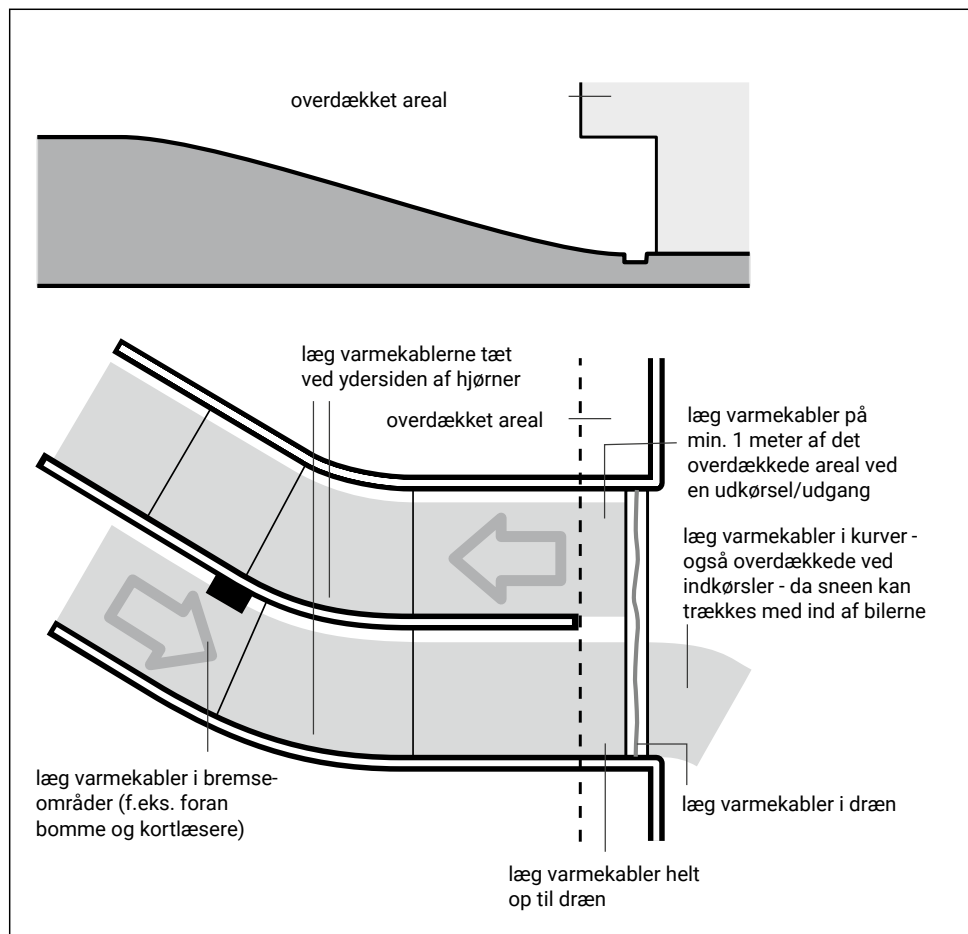 overdækket areal
læg varmekablerne tæt
ved ydersiden af hjørner
overdækket areal
læg varmekabler på
min. 1 meter af det
overdækkede areal ved
en udkørsel/udgang
læg varmekabler i kurver -
også overdækkede ved
indkørsler - da sneen kan
trækkes med ind af bilerne
læg varmekabler i bremse-
områder (f.eks. foran
bomme og kortlæsere)
læg varmekabler i dræn
læg varmekabler helt
op til dræn